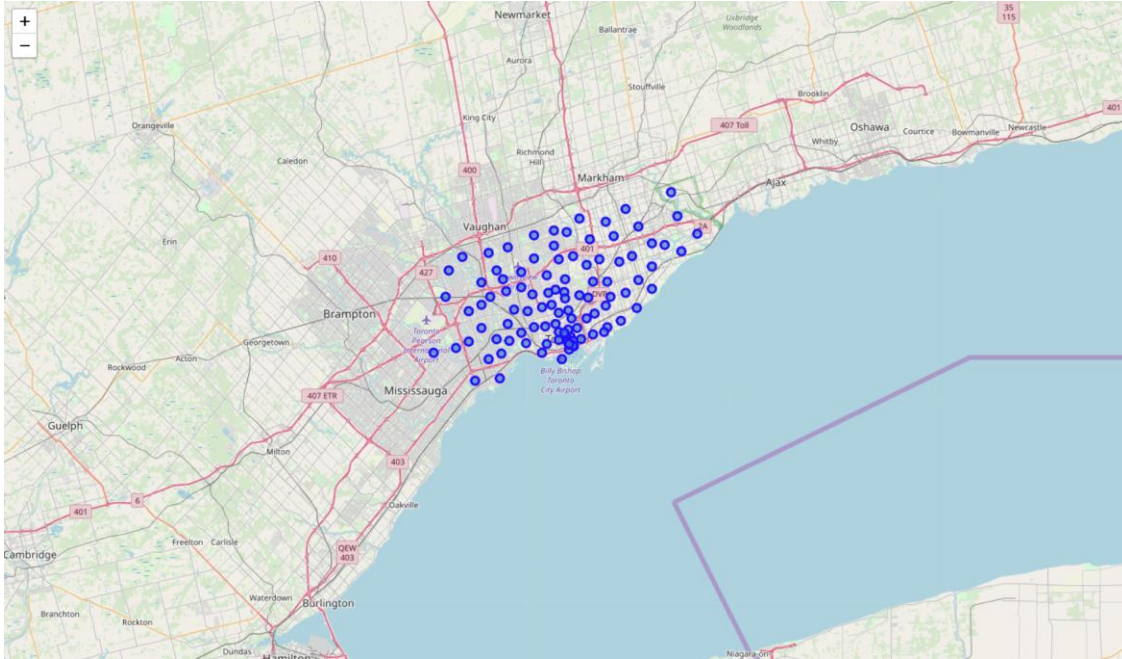 +
−
Newmarket
Uxbridge
Woodlands
35
115
Ballantrae
Aurora
Stouffville
Brooklin
407 Toll
401
Orangeville
King City
Oshawa
Courtice
Bowmanville
Newcastle
Whitby
Caledon
Richmond
Hill
400
Markham
Ajax
Vaughan
2A
Erin
401
410
427
Brampton
Toronto
Pearson
International
Airport
Georgetown
Acton
Rockwood
Billy Bishop
Toronto
City Airport
Mississauga
407 ETR
Guelph
Milton
403
6
401
Oakville
Freelton
Carlisle
QEW
403
Cambridge
Waterdown
Burlington
Branchton
Rockton
Dundas
Hamilton
Niagara-on-